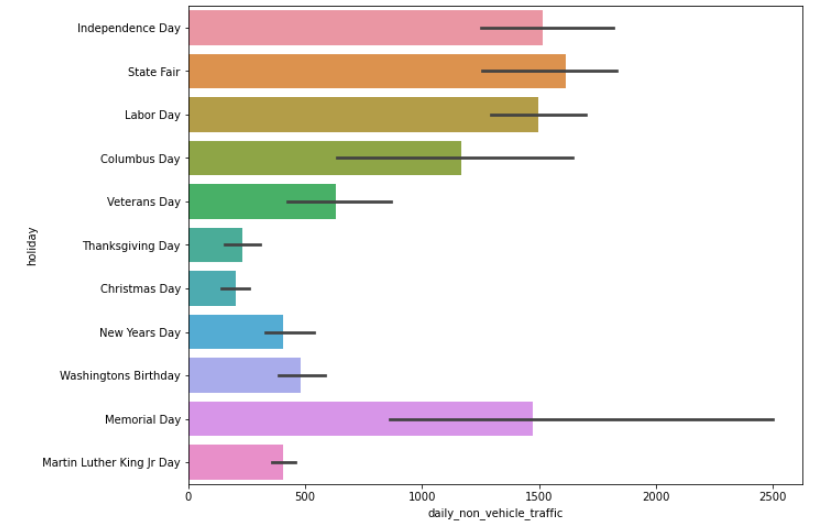 Independence Day
State Fair
Labor Day
Columbus Day
Veterans Day
Thanksgiving Day
Christmas Day
New Years Day
Washingtons Birthday
Memorial Day
Martin Luther King Jr Day
holiday
0 500 1000 1500 2000 2500
daily_non_vehicle_traffic